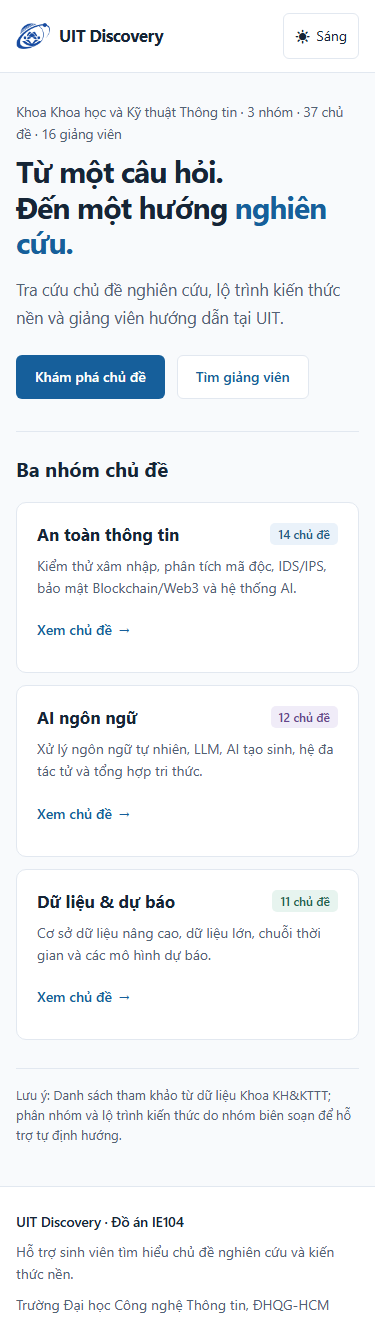 UIT Discovery
Sáng
Khoa Khoa học và Kỹ thuật Thông tin · 3 nhóm · 37 chủ
đề · 16 giảng viên
Từ một câu hỏi.
Đến một hướng nghiên
cứu.
Tra cứu chủ đề nghiên cứu, lộ trình kiến thức
nền và giảng viên hướng dẫn tại UIT.
Khám phá chủ đề
Tìm giảng viên
Ba nhóm chủ đề
An toàn thông tin
14 chủ đề
Kiểm thử xâm nhập, phân tích mã độc, IDS/IPS,
bảo mật Blockchain/Web3 và hệ thống AI.
Xem chủ đề →
AI ngôn ngữ
12 chủ đề
Xử lý ngôn ngữ tự nhiên, LLM, AI tạo sinh, hệ đa
tác tử và tổng hợp tri thức.
Xem chủ đề →
Dữ liệu & dự báo
11 chủ đề
Cơ sở dữ liệu nâng cao, dữ liệu lớn, chuỗi thời
gian và các mô hình dự báo.
Xem chủ đề →
Lưu ý: Danh sách tham khảo từ dữ liệu Khoa KH&KTTT;
phân nhóm và lộ trình kiến thức do nhóm biên soạn để hỗ
trợ tự định hướng.
UIT Discovery · Đồ án IE104
Hỗ trợ sinh viên tìm hiểu chủ đề nghiên cứu và kiến
thức nền.
Trường Đại học Công nghệ Thông tin, ĐHQG-HCM